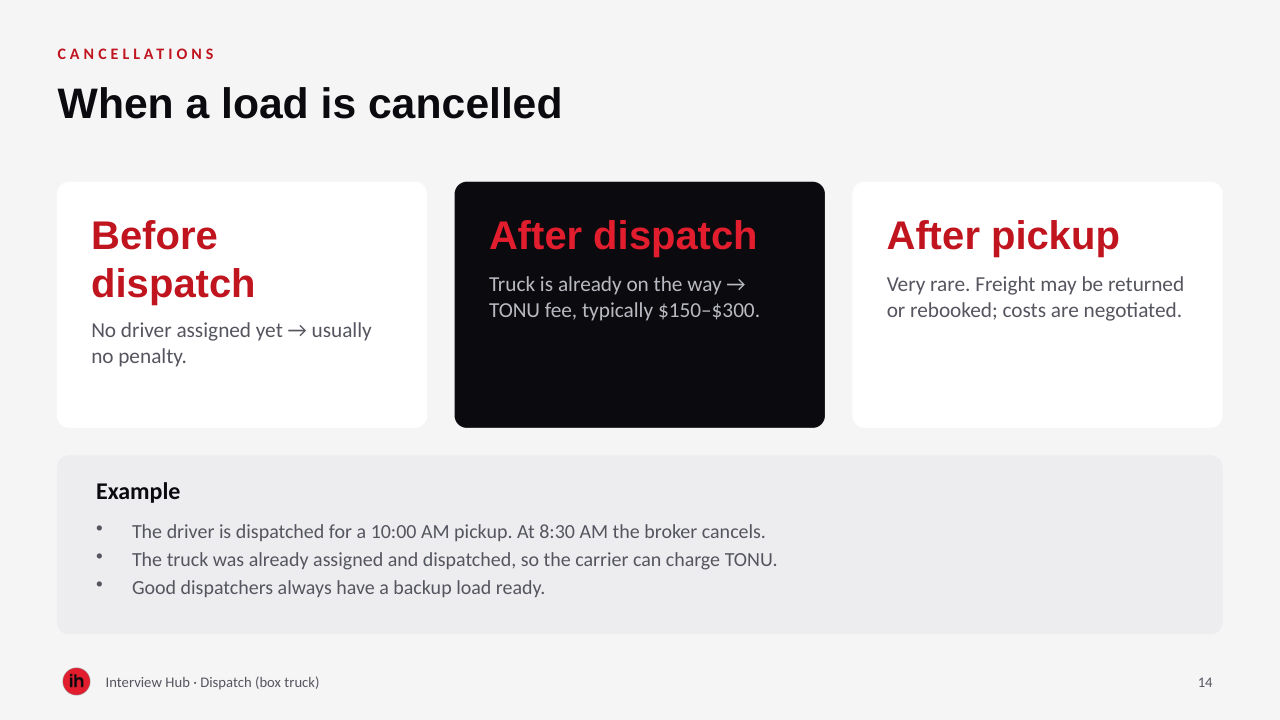 CANCELLATIONS
When a load is cancelled
Before
dispatch
No driver assigned yet → usually
no penalty.
After dispatch
Truck is already on the way →
TONU fee, typically $150–$300.
After pickup
Very rare. Freight may be returned
or rebooked; costs are negotiated.
Example
• The driver is dispatched for a 10:00 AM pickup. At 8:30 AM the broker cancels.
• The truck was already assigned and dispatched, so the carrier can charge TONU.
• Good dispatchers always have a backup load ready.
ih Interview Hub · Dispatch (box truck)
14